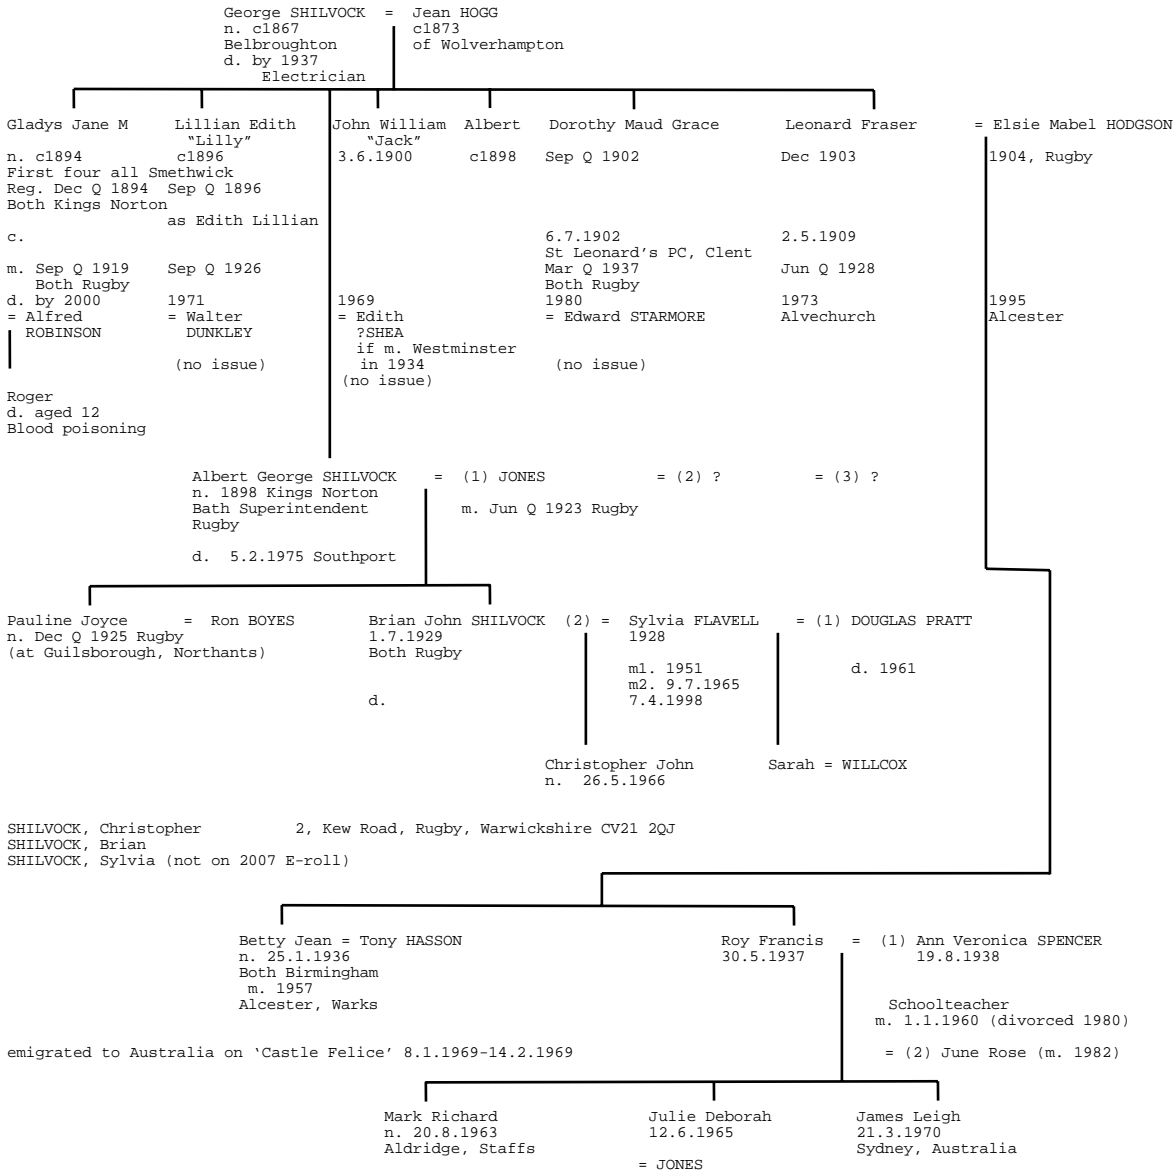 George SHILVOCK = Jean HOGG
n. c1867 c1873
Belbroughton of Wolverhampton
d. by 1937
Electrician
Gladys Jane M Lillian Edith John William Albert Dorothy Maud Grace Leonard Fraser = Elsie Mabel HODGSON
"Lilly" "Jack"
n. c1894 c1896 3.6.1900 c1898 Sep Q 1902 Dec 1903 1904, Rugby
First four all Smethwick
Reg. Dec Q 1894 Sep Q 1896
Both Kings Norton
as Edith Lillian
c. 6.7.1902 2.5.1909
St Leonard's PC, Clent
m. Sep Q 1919 Sep Q 1926 Mar Q 1937 Jun Q 1928
Both Rugby Both Rugby
d. by 2000 1971 1969 1980 1973 1995
= Alfred = Walter = Edith = Edward STARMORE Alvechurch Alcester
ROBINSON DUNKLEY ?SHEA
if m. Westminster
(no issue) in 1934 (no issue)
(no issue)
Roger
d. aged 12
Blood poisoning
Albert George SHILVOCK = (1) JONES = (2) ? = (3) ?
n. 1898 Kings Norton
Bath Superintendent m. Jun Q 1923 Rugby
Rugby
d. 5.2.1975 Southport
Pauline Joyce = Ron BOYES Brian John SHILVOCK (2) = Sylvia FLAVELL = (1) DOUGLAS PRATT
n. Dec Q 1925 Rugby 1.7.1929 1928
(at Guilsborough, Northants) Both Rugby
m1. 1951 d. 1961
m2. 9.7.1965
d. 7.4.1998
Christopher John Sarah = WILLCOX
n. 26.5.1966
SHILVOCK, Christopher 2, Kew Road, Rugby, Warwickshire CV21 2QJ
SHILVOCK, Brian
SHILVOCK, Sylvia (not on 2007 E-roll)
Betty Jean = Tony HASSON Roy Francis = (1) Ann Veronica SPENCER
n. 25.1.1936 30.5.1937 19.8.1938
Both Birmingham
m. 1957
Alcester, Warks Schoolteacher
m. 1.1.1960 (divorced 1980)
emigrated to Australia on 'Castle Felice' 8.1.1969-14.2.1969 = (2) June Rose (m. 1982)
Mark Richard Julie Deborah James Leigh
n. 20.8.1963 12.6.1965 21.3.1970
Aldridge, Staffs Sydney, Australia
= JONES